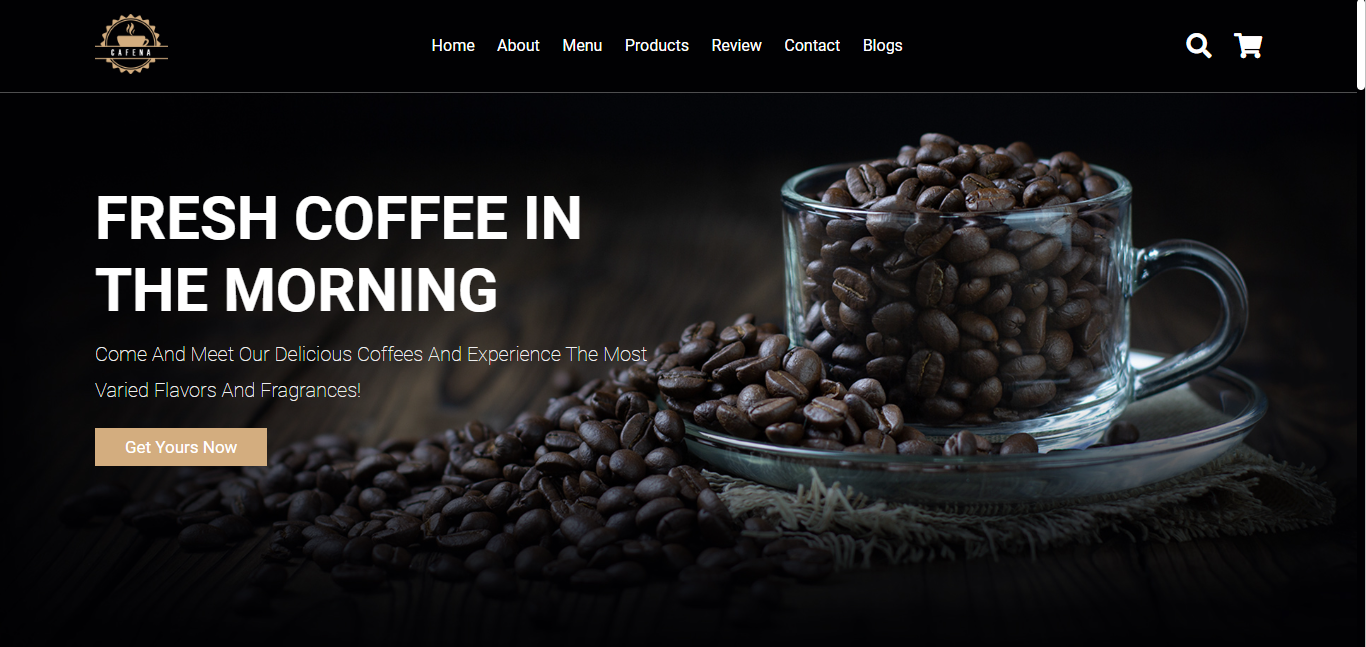 CAFENA
Home About Menu Products Review Contact Blogs
FRESH COFFEE IN
THE MORNING
Come And Meet Our Delicious Coffees And Experience The Most
Varied Flavors And Fragrances!
Get Yours Now